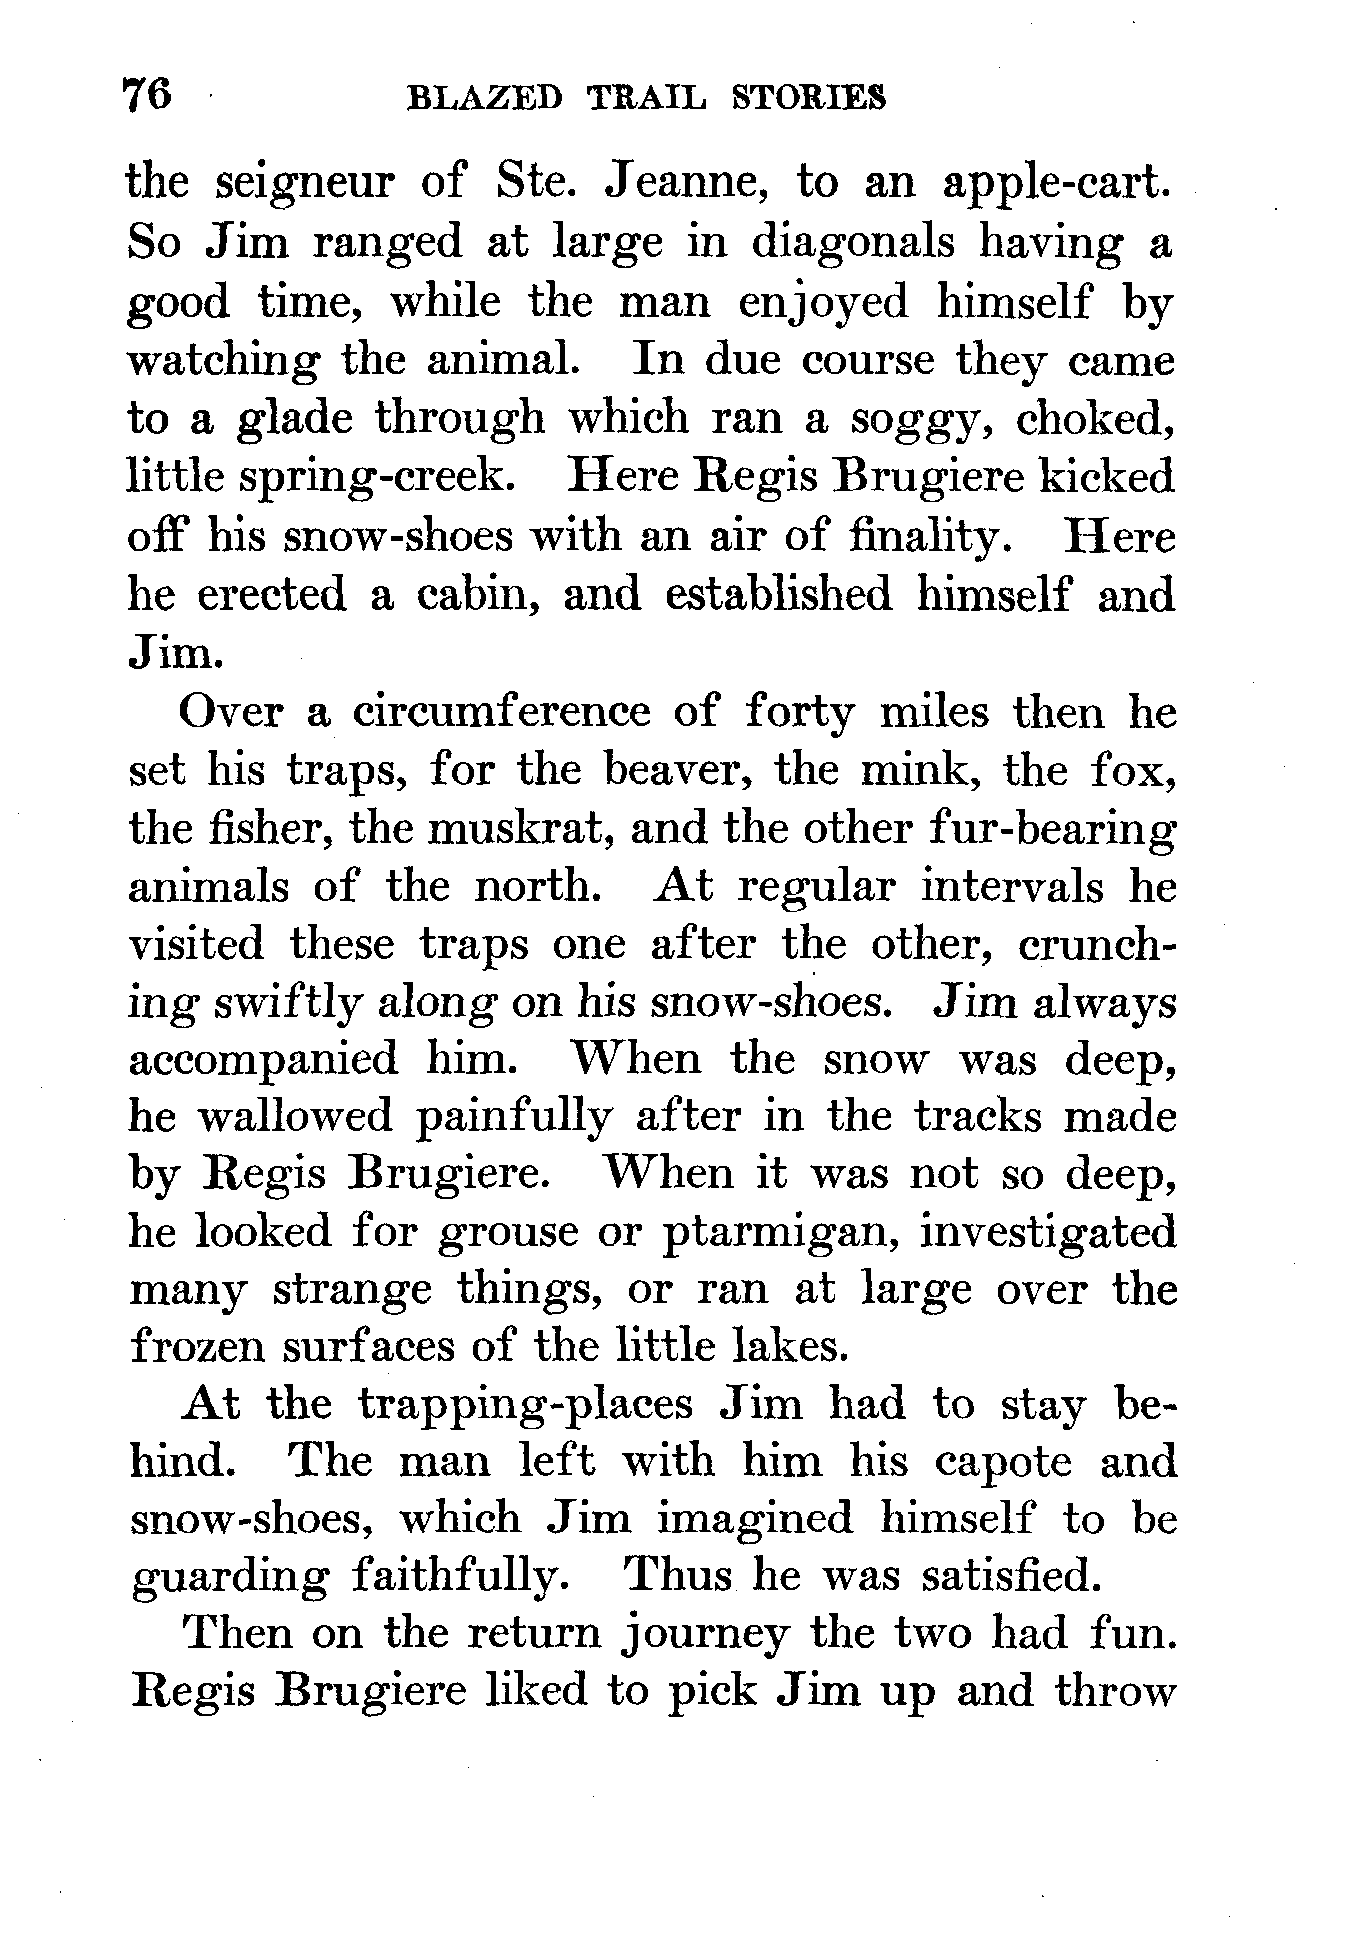 76 BLAZED TRAIL STORIES
the seigneur of Ste. Jeanne, to an apple-cart.
So Jim ranged at large in diagonals having a
good time, while the man enjoyed himself by
watching the animal. In due course they came
to a glade through which ran a soggy, choked,
little spring-creek. Here Regis Brugiere kicked
off his snow-shoes with an air of finality. Here
he erected a cabin, and established himself and
Jim.
Over a circumference of forty miles then he
set his traps, for the beaver, the mink, the fox,
the fisher, the muskrat, and the other fur-bearing
animals of the north. At regular intervals he
visited these traps one after the other, crunch-
ing swiftly along on his snow-shoes. Jim always
accompanied him. When the snow was deep,
he wallowed painfully after in the tracks made
by Regis Brugiere. When it was not so deep,
he looked for grouse or ptarmigan, investigated
many strange things, or ran at large over the
frozen surfaces of the little lakes.
At the trapping-places Jim had to stay be-
hind. The man left with him his capote and
snow-shoes, which Jim imagined himself to be
guarding faithfully. Thus he was satisfied.
Then on the return journey the two had fun.
Regis Brugiere liked to pick Jim up and throw